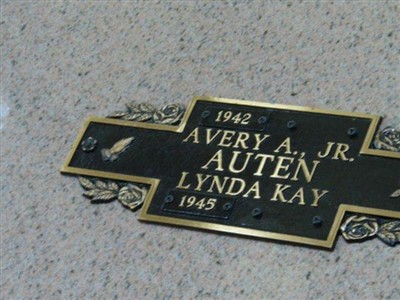 1942
AVERY A., JR.
AUTEN
LYNDA KAY
1945